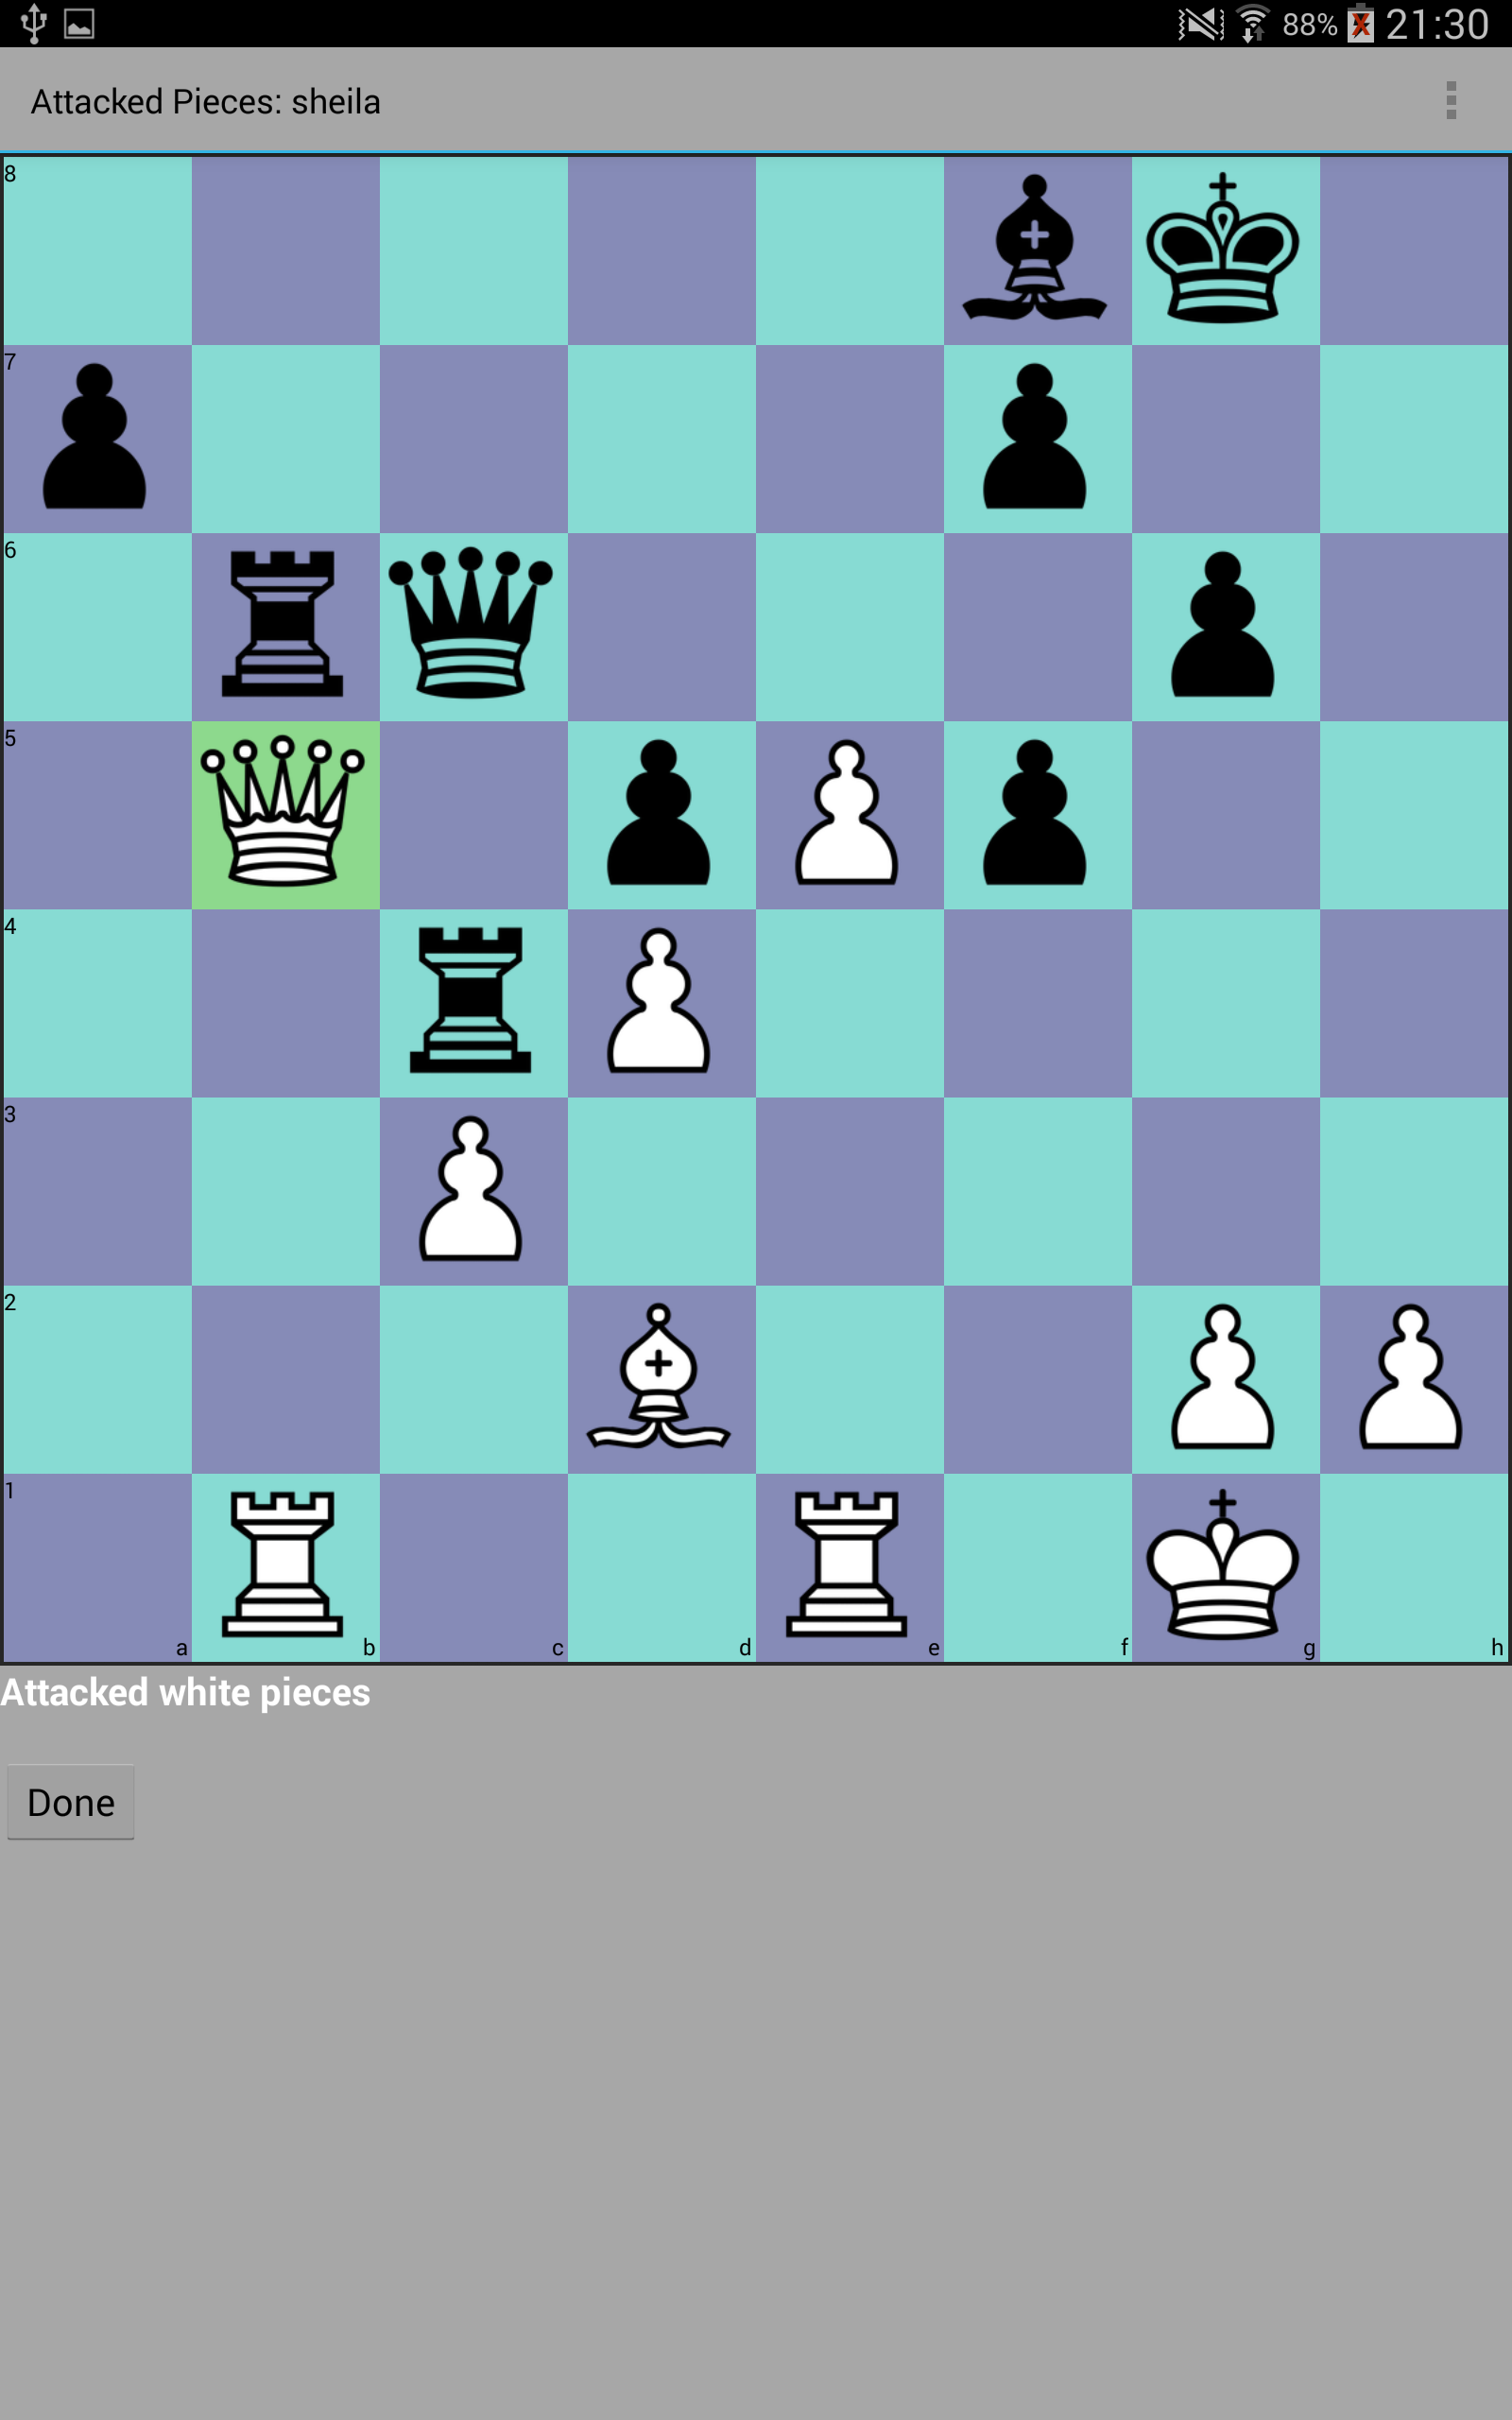 88% 21:30
Attacked Pieces: sheila
8
7
6
5
4
3
2
1
a b c d e f g h
Attacked white pieces
Done